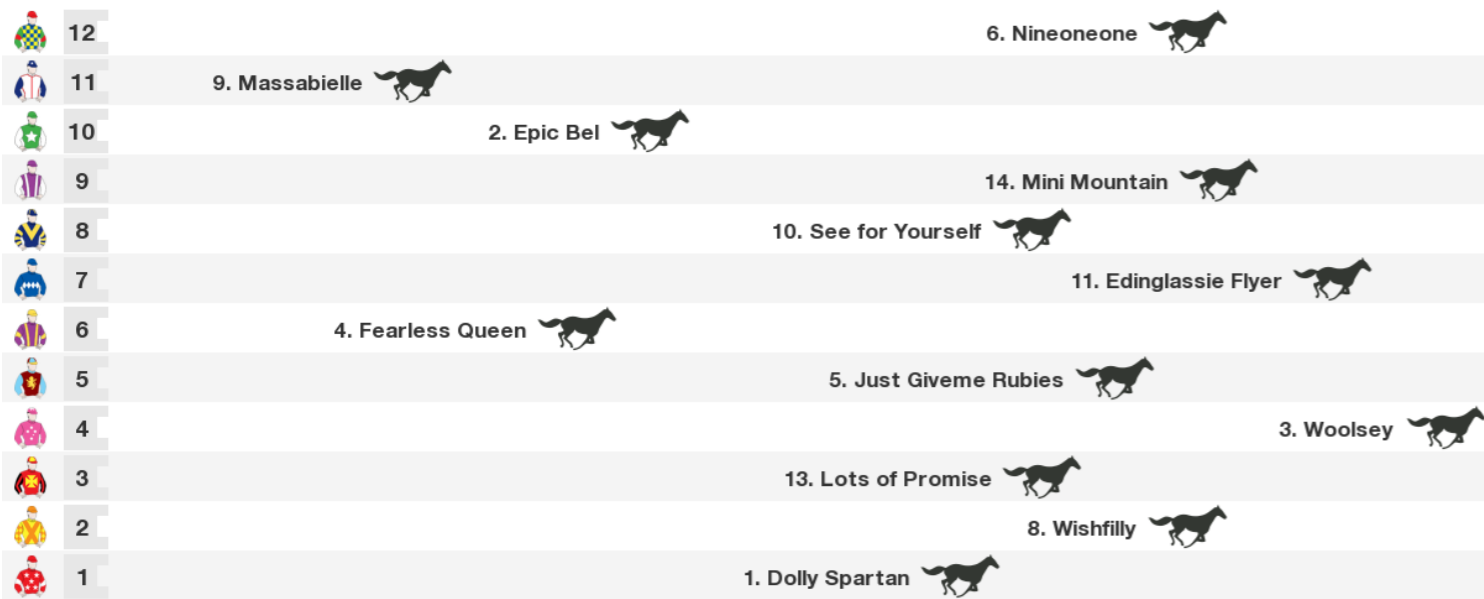 12 6. Nineoneone
11 9. Massabielle
10 2. Epic Bel
9 14. Mini Mountain
8 10. See for Yourself
7 11. Edinglassie Flyer
6 4. Fearless Queen
5 5. Just Giveme Rubies
4 3. Woolsey
3 13. Lots of Promise
2 8. Wishfilly
1 1. Dolly Spartan